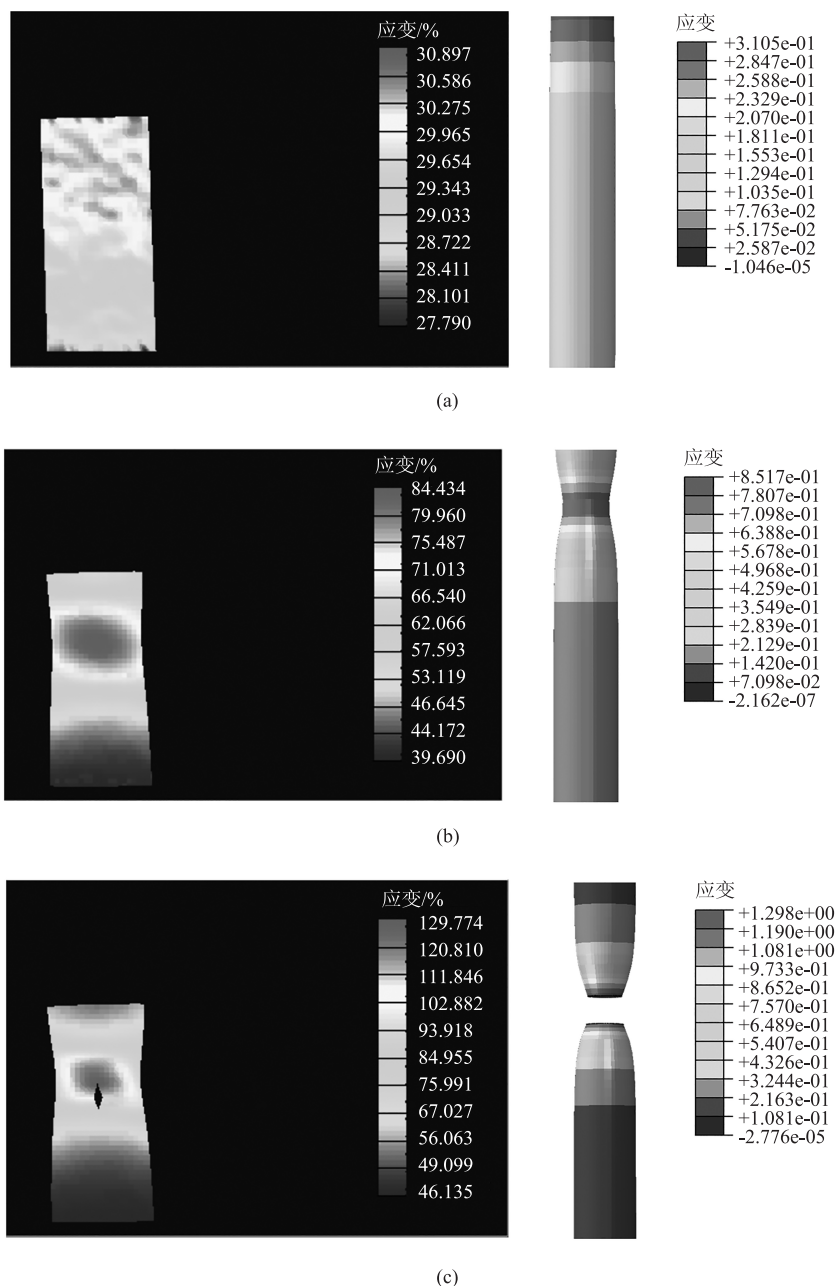 应变/%
30.897
30.586
30.275
29.965
29.654
29.343
29.033
28.722
28.411
28.101
27.790
应变
+3.105e-01
+2.847e-01
+2.588e-01
+2.329e-01
+2.070e-01
+1.811e-01
+1.553e-01
+1.294e-01
+1.035e-01
+7.763e-02
+5.175e-02
+2.587e-02
-1.046e-05
(a)
应变/%
84.434
79.960
75.487
71.013
66.540
62.066
57.593
53.119
46.645
44.172
39.690
应变
+8.517e-01
+7.807e-01
+7.098e-01
+6.388e-01
+5.678e-01
+4.968e-01
+4.259e-01
+3.549e-01
+2.839e-01
+2.129e-01
+1.420e-01
+7.098e-02
-2.162e-07
(b)
应变/%
129.774
120.810
111.846
102.882
93.918
84.955
75.991
67.027
56.063
49.099
46.135
应变
+1.298e+00
+1.190e+00
+1.081e+00
+9.733e-01
+8.652e-01
+7.570e-01
+6.489e-01
+5.407e-01
+4.326e-01
+3.244e-01
+2.163e-01
+1.081e-01
-2.776e-05
(c)